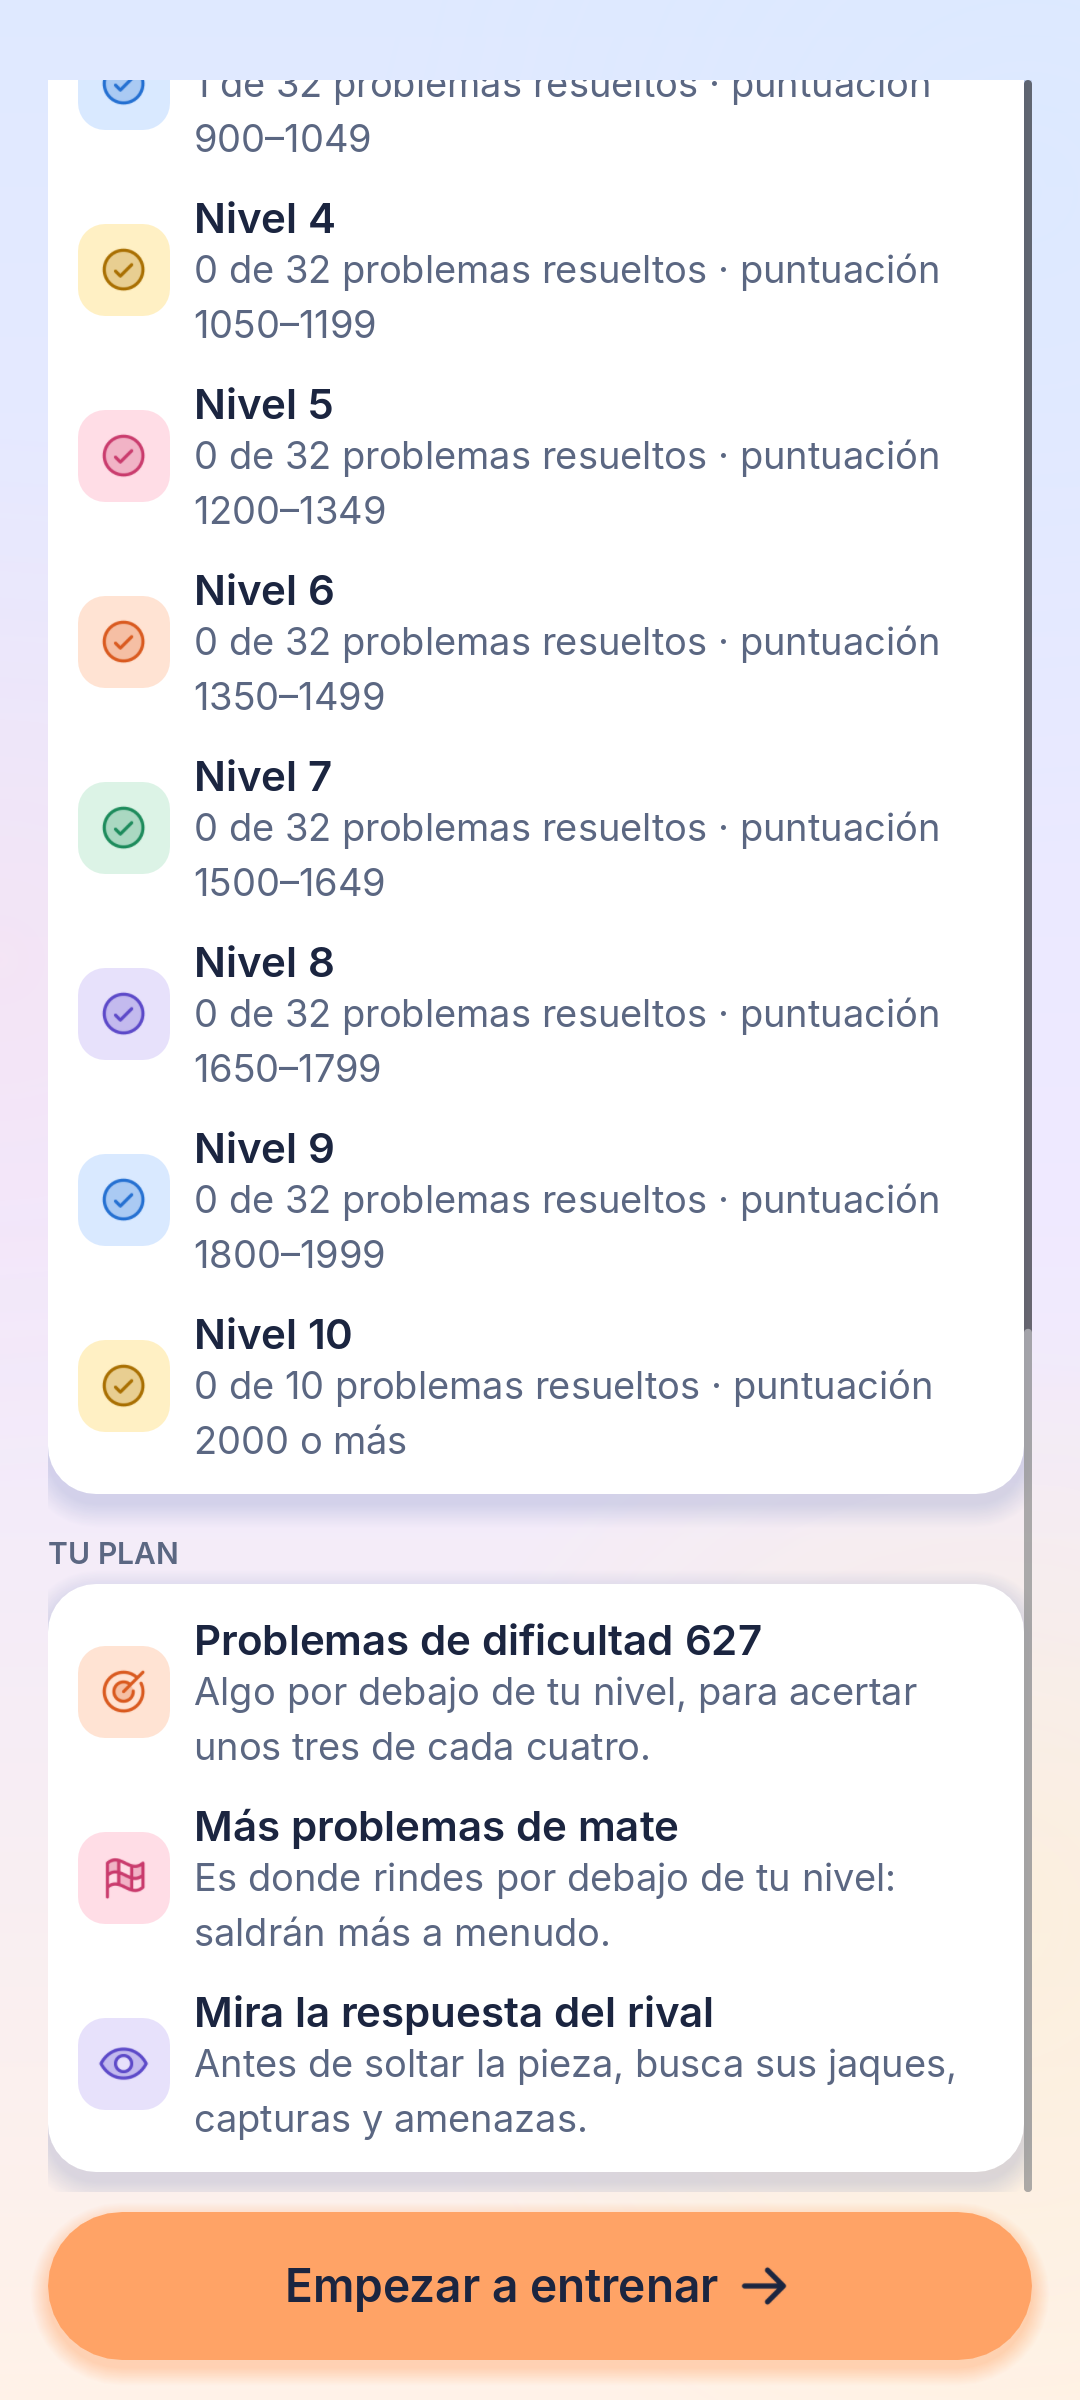 1 de 32 problemas resueltos · puntuación
900–1049
Nivel 4
0 de 32 problemas resueltos · puntuación
1050–1199
Nivel 5
0 de 32 problemas resueltos · puntuación
1200–1349
Nivel 6
0 de 32 problemas resueltos · puntuación
1350–1499
Nivel 7
0 de 32 problemas resueltos · puntuación
1500–1649
Nivel 8
0 de 32 problemas resueltos · puntuación
1650–1799
Nivel 9
0 de 32 problemas resueltos · puntuación
1800–1999
Nivel 10
0 de 10 problemas resueltos · puntuación
2000 o más
TU PLAN
Problemas de dificultad 627
Algo por debajo de tu nivel, para acertar
unos tres de cada cuatro.
Más problemas de mate
Es donde rindes por debajo de tu nivel:
saldrán más a menudo.
Mira la respuesta del rival
Antes de soltar la pieza, busca sus jaques,
capturas y amenazas.
Empezar a entrenar →